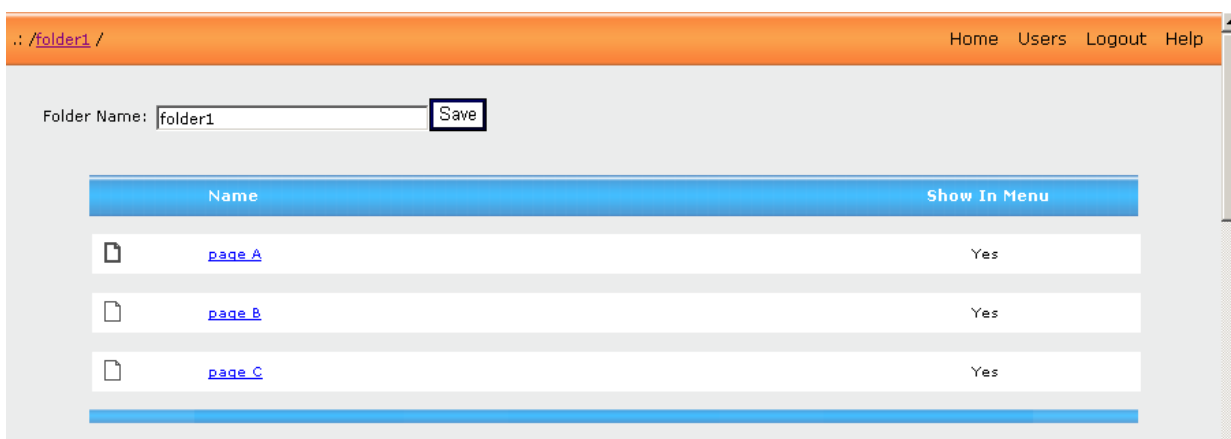 .: /folder1 / Home Users Logout Help
Folder Name: folder1 Save
Name Show In Menu
page A Yes
page B Yes
page C Yes